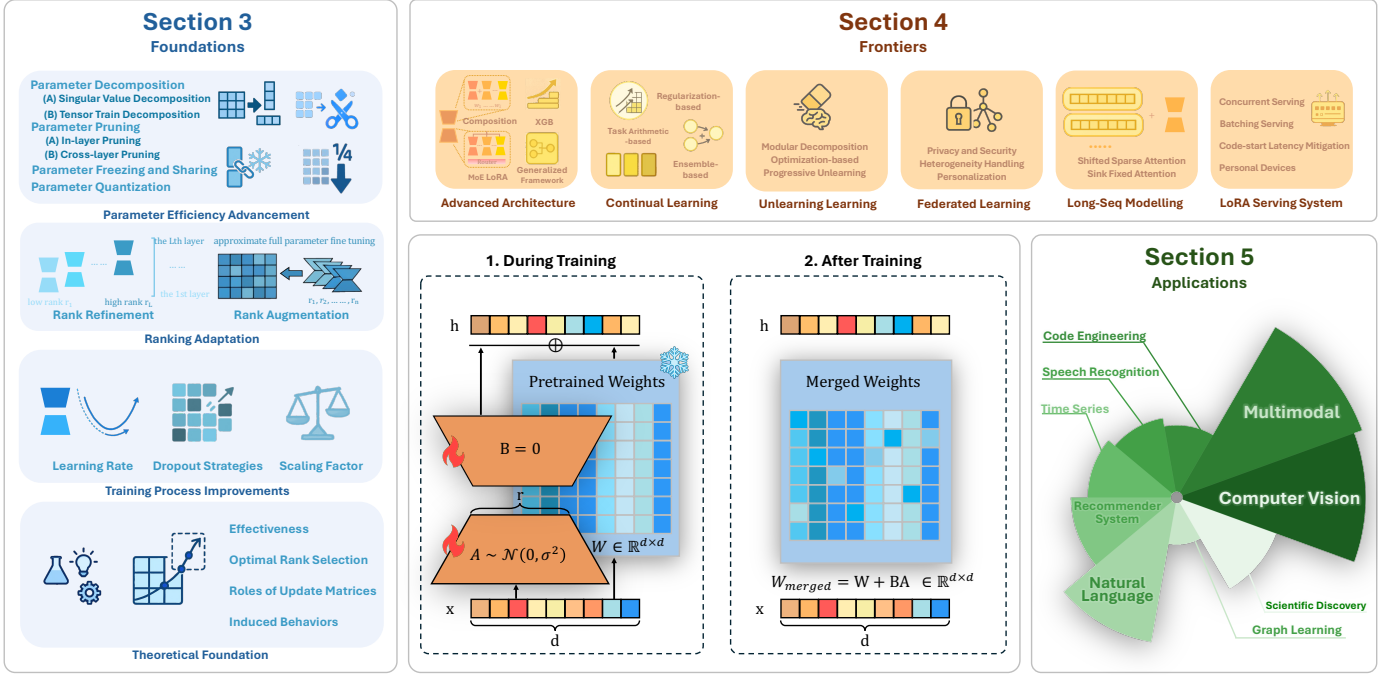 Section 3
Foundations
Parameter Decomposition
(A) Singular Value Decomposition
(B) Tensor Train Decomposition
Parameter Pruning
(A) In-layer Pruning
(B) Cross-layer Pruning
Parameter Freezing and Sharing
Parameter Quantization
¼
Parameter Efficiency Advancement
the Lth layer
... ...
... ...
the 1st layer
low rank r₁
high rank r_L
Rank Refinement
approximate full parameter fine tuning
r₁, r₂, ... ..., rₙ
Rank Augmentation
Ranking Adaptation
Learning Rate
Dropout Strategies
Scaling Factor
Training Process Improvements
Effectiveness
Optimal Rank Selection
Roles of Update Matrices
Induced Behaviors
Theoretical Foundation
Section 4
Frontiers
Composition
XGB
Router
MoE LoRA
Generalized
Framework
Advanced Architecture
Regularization-
based
Task Arithmetic
-based
Ensemble-
based
Continual Learning
Modular Decomposition
Optimization-based
Progressive Unlearning
Unlearning Learning
Privacy and Security
Heterogeneity Handling
Personalization
Federated Learning
+
Shifted Sparse Attention
Sink Fixed Attention
Long-Seq Modelling
Concurrent Serving
Batching Serving
Code-start Latency Mitigation
Personal Devices
LoRA Serving System
1. During Training
h
⊕
Pretrained Weights
B = 0
r
A ~ 𝒩(0, σ²)
W ∈ ℝ^{d×d}
x
d
2. After Training
h
Merged Weights
W_{merged} = W + BA ∈ ℝ^{d×d}
x
d
Section 5
Applications
Code Engineering
Speech Recognition
Time Series
Multimodal
Computer Vision
Recommender
System
Natural
Language
Scientific Discovery
Graph Learning